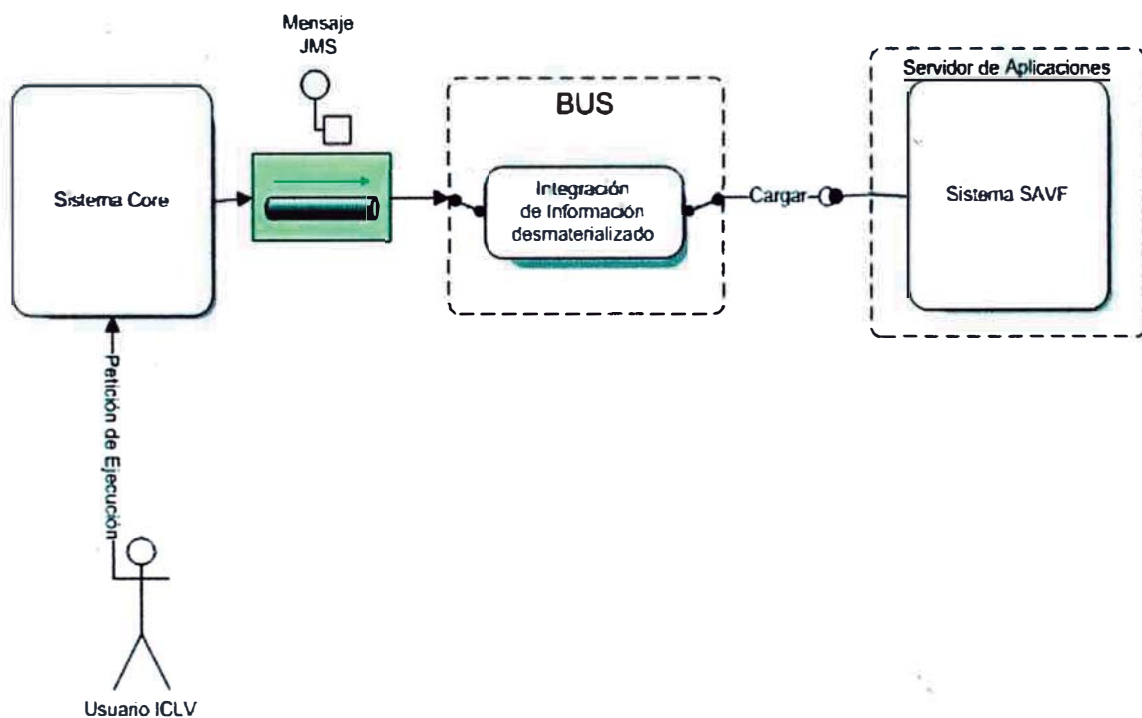 Mensaje
JMS
Servidor de Aplicaciones
BUS
Sistema Core
Integración
de Información
desmaterializado
Cargar
Sistema SAVF
Petición de Ejecución
Usuario ICLV